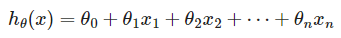 hθ(x) = θ0 + θ1x1 + θ2x2 + ··· + θnxn